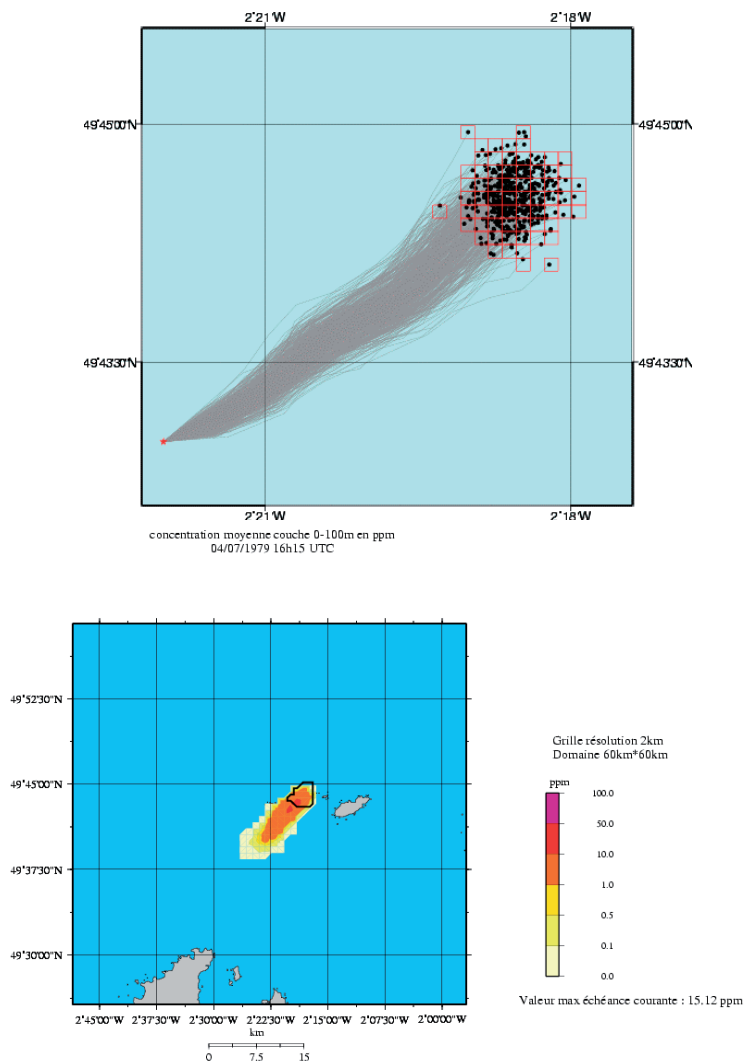 2°21'W 2°18'W
49°45'00"N 49°45'00"N
49°43'30"N 49°43'30"N
2°21'W 2°18'W
concentration moyenne couche 0-100m en ppm
04/07/1979 16h15 UTC
49°52'30"N
49°45'00"N
49°37'30"N
49°30'00"N
2°45'00"W 2°37'30"W 2°30'00"W 2°22'30"W 2°15'00"W 2°07'30"W 2°00'00"W
km
0 7.5 15
Grille résolution 2km
Domaine 60km*60km
ppm
100.0
50.0
10.0
1.0
0.5
0.1
0.0
Valeur max échéance courante : 15.12 ppm